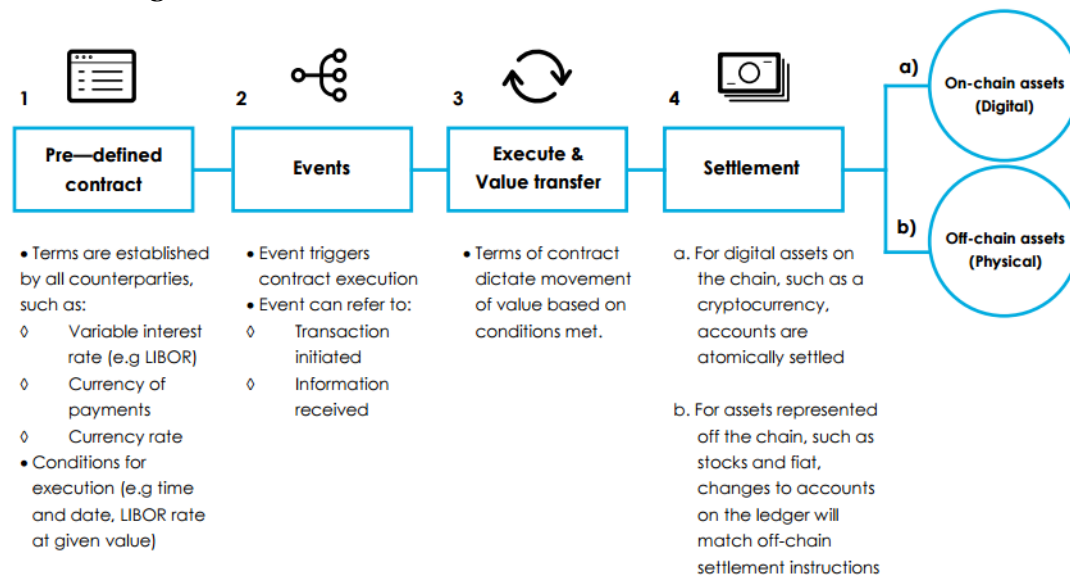 1
Pre—defined
contract
• Terms are established
by all counterparties,
such as:
◊ Variable interest
rate (e.g LIBOR)
◊ Currency of
payments
◊ Currency rate
• Conditions for
execution (e.g time
and date, LIBOR rate
at given value)
2
Events
• Event triggers
contract execution
• Event can refer to:
◊ Transaction
initiated
◊ Information
received
3
Execute &
Value transfer
• Terms of contract
dictate movement
of value based on
conditions met.
4
Settlement
a. For digital assets on
the chain, such as a
cryptocurrency,
accounts are
atomically settled
b. For assets represented
off the chain, such as
stocks and fiat,
changes to accounts
on the ledger will
match off-chain
settlement instructions
a)
On-chain assets
(Digital)
b)
Off-chain assets
(Physical)